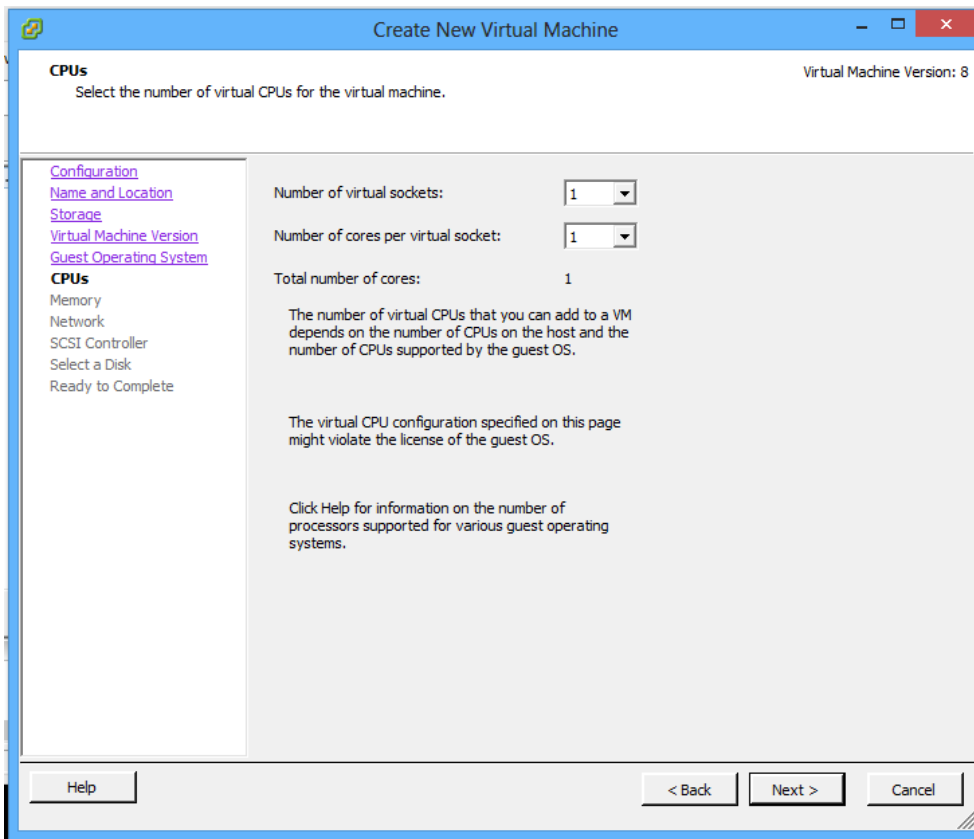 Create New Virtual Machine
CPUs
Virtual Machine Version: 8
Select the number of virtual CPUs for the virtual machine.
Configuration
Name and Location
Storage
Virtual Machine Version
Guest Operating System
CPUs
Memory
Network
SCSI Controller
Select a Disk
Ready to Complete
Number of virtual sockets: 1
Number of cores per virtual socket: 1
Total number of cores: 1
The number of virtual CPUs that you can add to a VM
depends on the number of CPUs on the host and the
number of CPUs supported by the guest OS.
The virtual CPU configuration specified on this page
might violate the license of the guest OS.
Click Help for information on the number of
processors supported for various guest operating
systems.
Help
< Back
Next >
Cancel